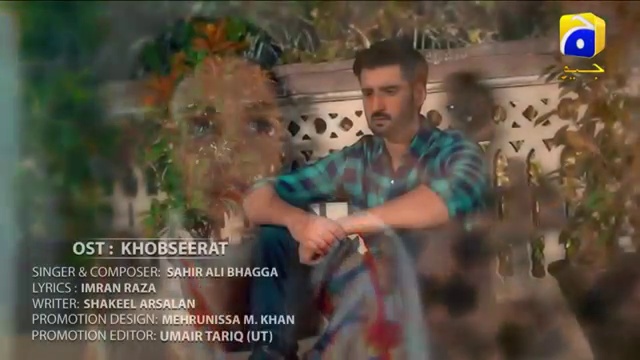 جیو
OST : KHOBSEERAT
SINGER & COMPOSER: SAHIR ALI BHAGGA
LYRICS : IMRAN RAZA
WRITER: SHAKEEL ARSALAN
PROMOTION DESIGN: MEHRUNISSA M. KHAN
PROMOTION EDITOR: UMAIR TARIQ (UT)